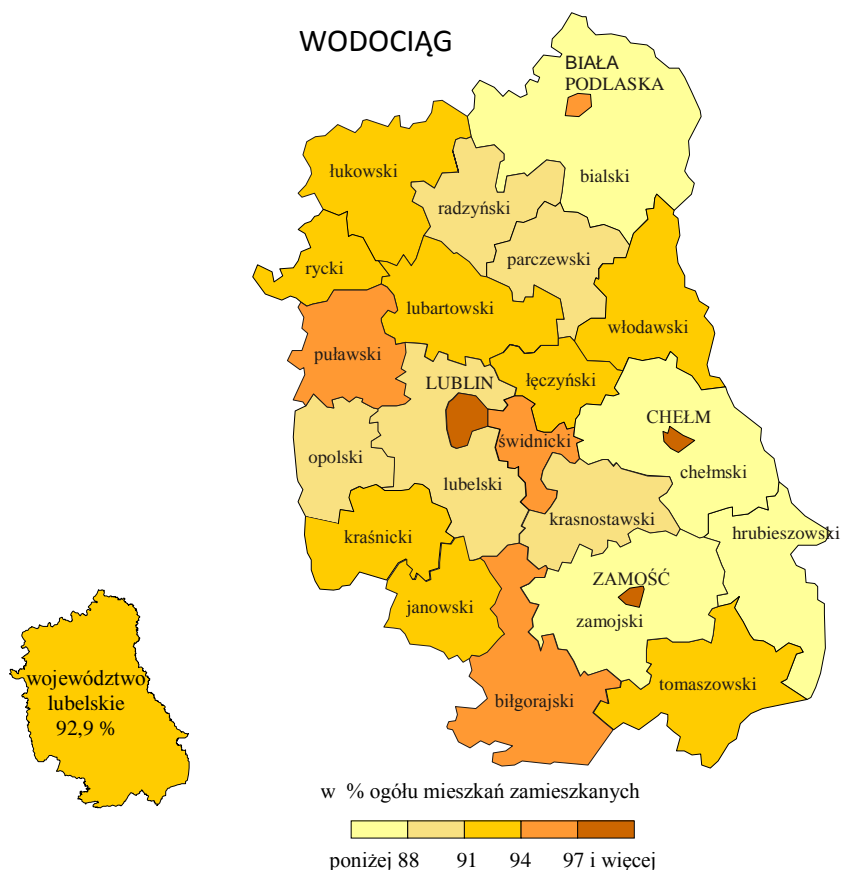 WODOCIĄG
BIAŁA
PODLASKA
łukowski
bialski
radzyński
parczewski
rycki
lubartowski
włodawski
puławski
LUBLIN
łęczyński
CHEŁM
świdnicki
opolski
lubelski
chełmski
krasnostawski
hrubieszowski
kraśnicki
ZAMOŚĆ
janowski
zamojski
województwo
lubelskie
92,9 %
tomaszowski
biłgorajski
w % ogółu mieszkań zamieszkanych
poniżej 88 91 94 97 i więcej